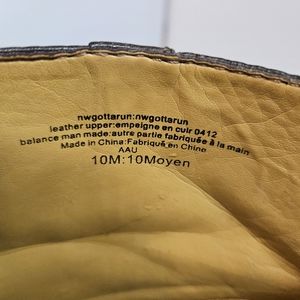 nwgottarun:nwgottarun
leather upper:empeigne en cuir 0412
balance man made:autre partie fabriquée à la main
Made in China:Fabriqué en Chine
AAU
10M:10Moyen